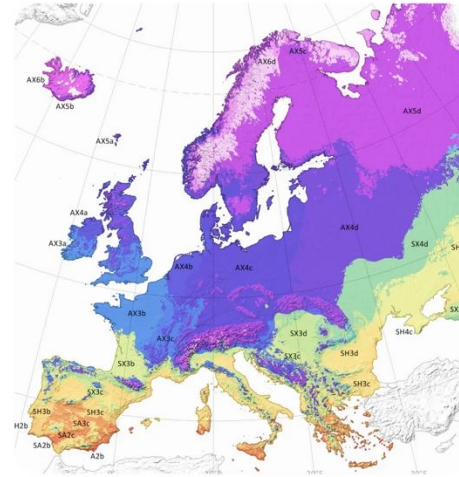 AX6d
AX5c
AX6b
AX5b
AX5d
AX5a
AX4a
AX3a
AX4d
SX4d
AX4b
AX4c
AX3b
AX3c
SX3d
SX3c
SX3b
SH4c
SH3d
SX3c
SH3c
SH3b
SH3c
SA3c
SA2c
SA2b
A2b
H2b